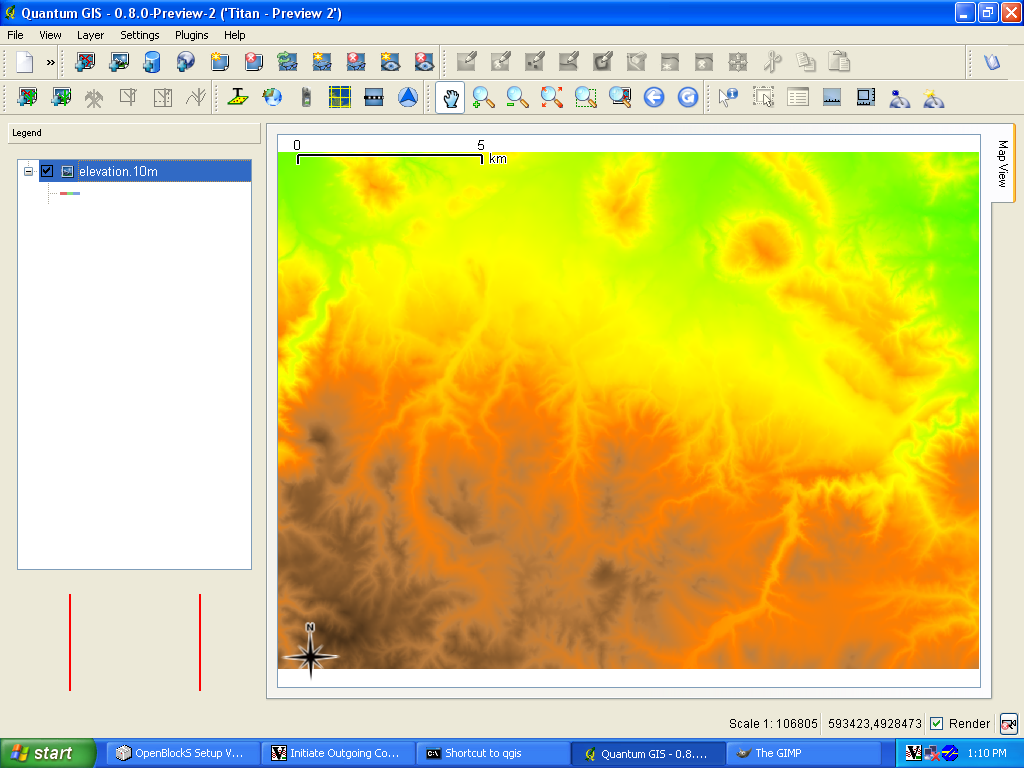 Quantum GIS - 0.8.0-Preview-2 ('Titan - Preview 2')
File View Layer Settings Plugins Help
»
Legend
elevation.10m
0 5
km
Map View
N
Scale 1: 106805 593423,4928473 Render
start OpenBlockS Setup V... Initiate Outgoing Co... Shortcut to qgis Quantum GIS - 0.8.... The GIMP 1:10 PM